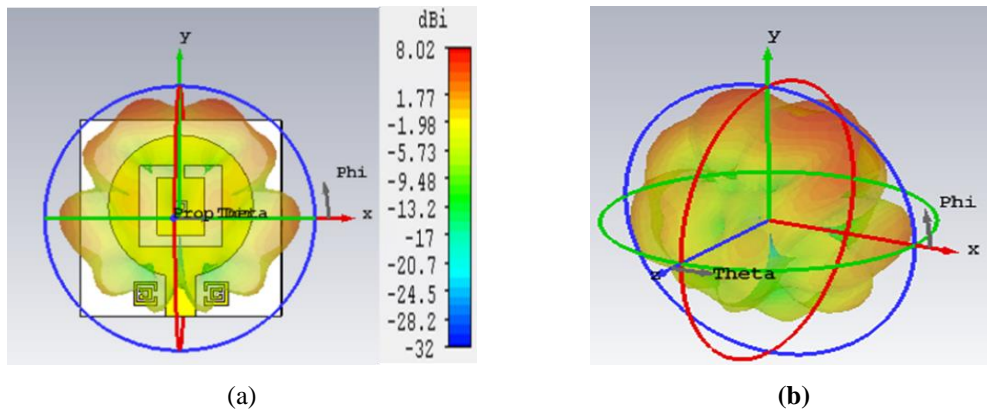 dBi
y
8.02
1.77
-1.98
-5.73
-9.48
-13.2
-17
-20.7
-24.5
-28.2
-32
Phi
x
Theta
(a)
y
Phi
x
z
Theta
(b)